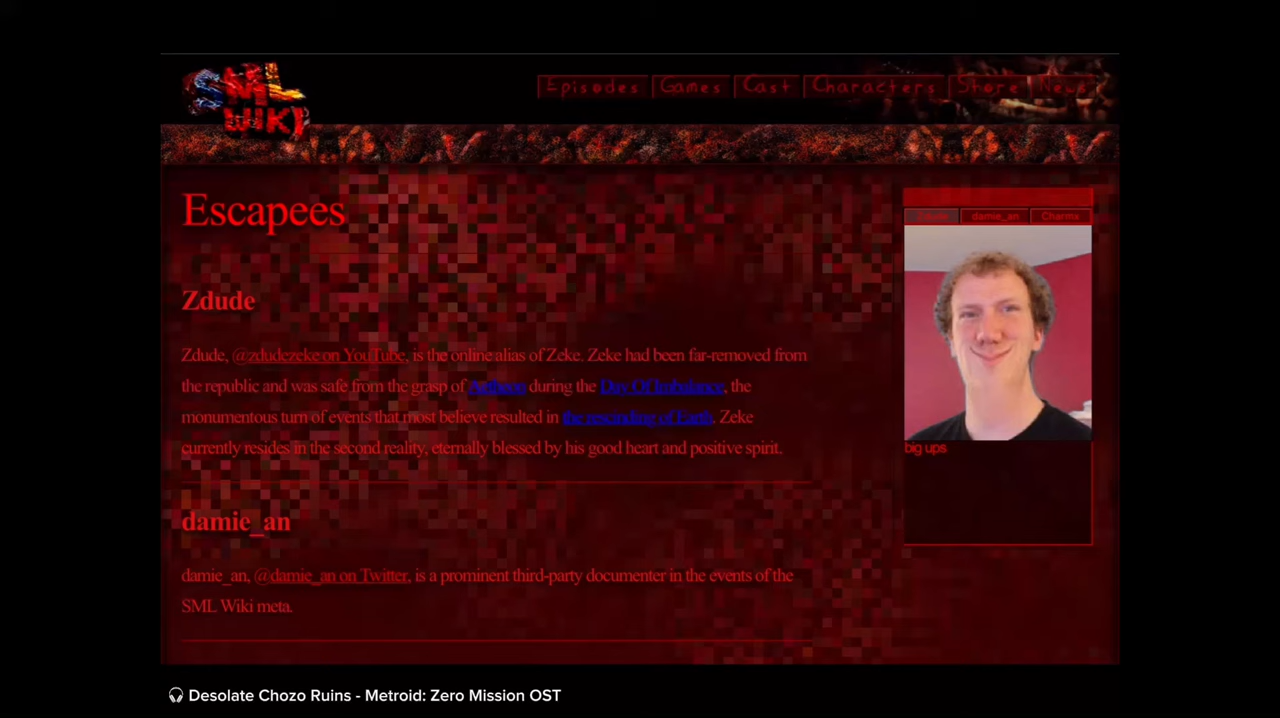 SML
WIKI
Episodes Games Cast Characters Store News
Escapees
Zdude damie_an Charmx
Zdude
Zdude, @zdudezeke on YouTube, is the online alias of Zeke. Zeke had been far-removed from
the republic and was safe from the grasp of Aetheon during the Day Of Imbalance, the
monumentous turn of events that most believe resulted in the rescanding of Earth. Zeke
currently resides in the second reality, eternally blessed by his good heart and positive spirit.
big ups
damie_an
damie_an, @damie_an on Twitter, is a prominent third-party documenter in the events of the
SML Wiki meta.
Desolate Chozo Ruins - Metroid: Zero Mission OST